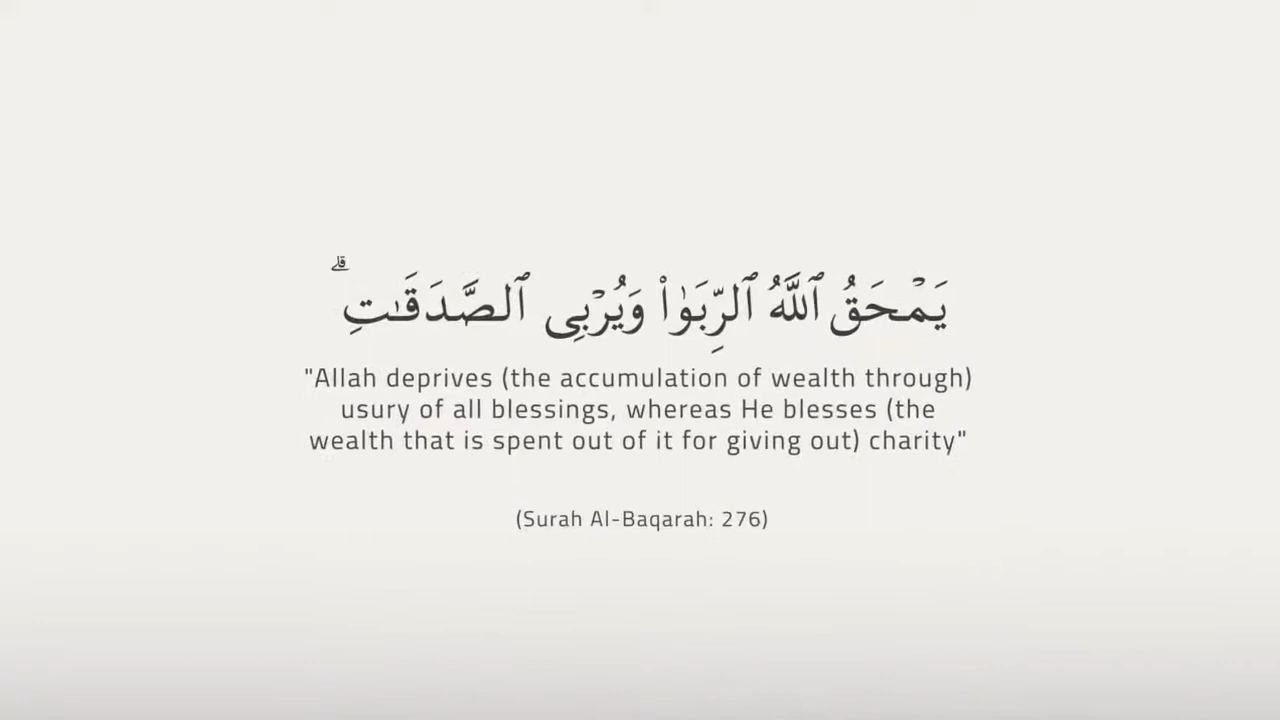 يَمْحَقُ ٱللَّهُ ٱلرِّبَوٰا۟ وَيُرْبِى ٱلصَّدَقَـٰتِ ۗ
"Allah deprives (the accumulation of wealth through)
usury of all blessings, whereas He blesses (the
wealth that is spent out of it for giving out) charity"
(Surah Al-Baqarah: 276)